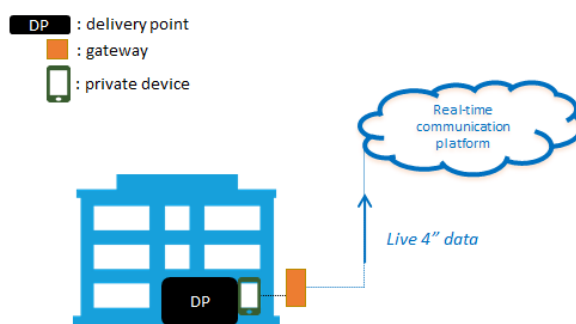 DP : delivery point
: gateway
: private device
Real-time
communication
platform
Live 4” data
DP